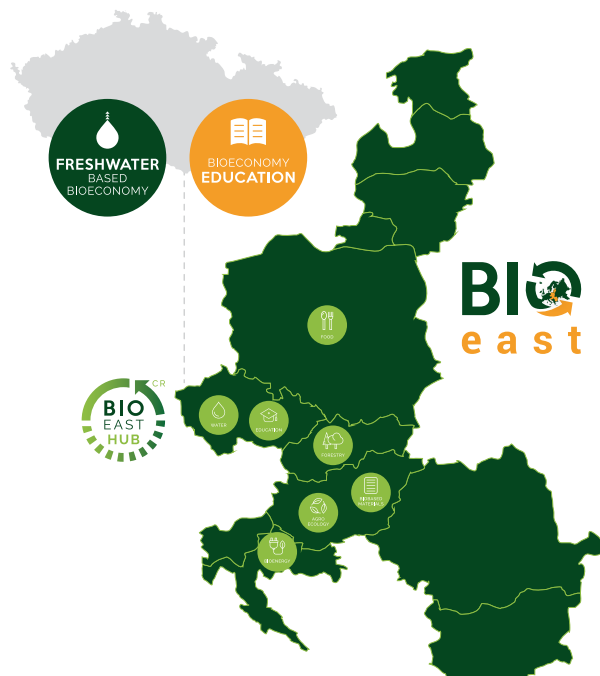 FRESHWATER
BASED
BIOECONOMY
BIOECONOMY
EDUCATION
BIO
east
FOOD
CR
BIO
EAST
HUB
WATER
EDUCATION
FORESTRY
BIOBASED
MATERIALS
AGRO
ECOLOGY
BIOENERGY